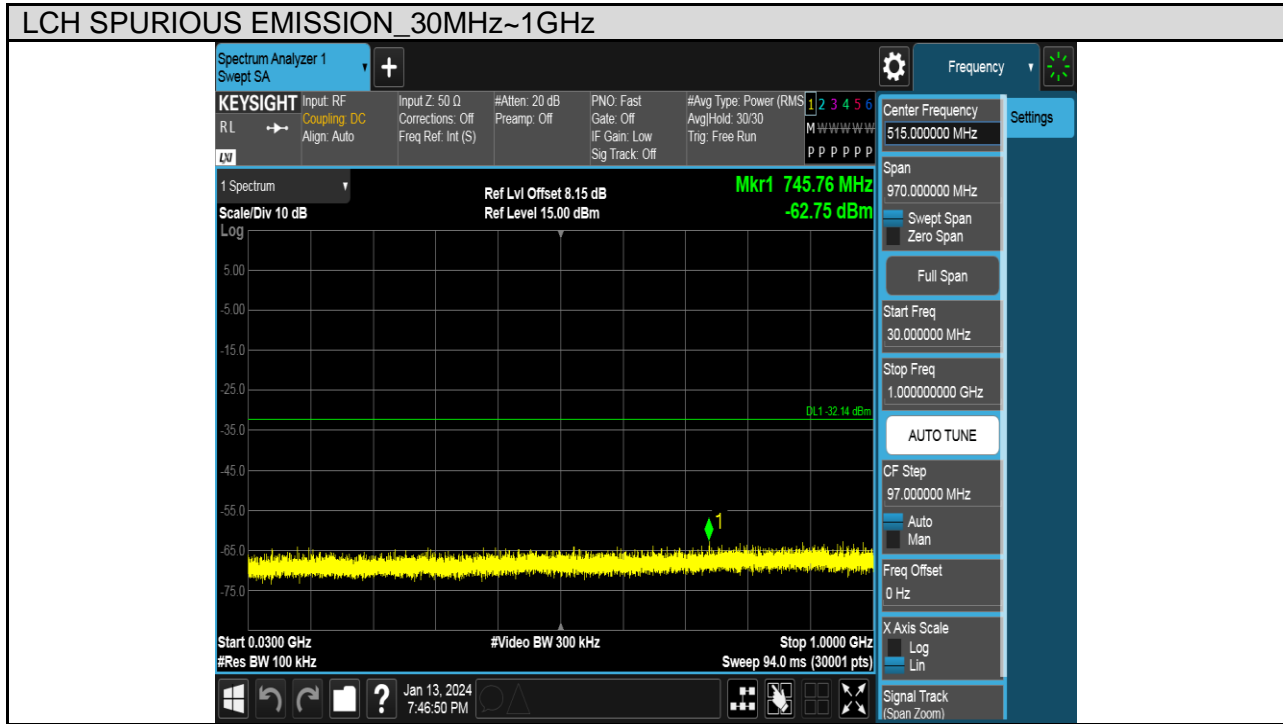 LCH SPURIOUS EMISSION_30MHz~1GHz
Spectrum Analyzer 1
Swept SA
+
Frequency
KEYSIGHT
RL
LXI
Input: RF
Coupling: DC
Align: Auto
Input Z: 50 Ω
Corrections: Off
Freq Ref: Int (S)
#Atten: 20 dB
Preamp: Off
PNO: Fast
Gate: Off
IF Gain: Low
Sig Track: Off
#Avg Type: Power (RMS
Avg|Hold: 30/30
Trig: Free Run
1 2 3 4 5 6
M W W W W W
P P P P P P
1 Spectrum
Scale/Div 10 dB
Log
Ref Lvl Offset 8.15 dB
Ref Level 15.00 dBm
Mkr1 745.76 MHz
-62.75 dBm
5.00
-5.00
-15.0
-25.0
-35.0
-45.0
-55.0
-65.0
-75.0
DL1 -32.14 dBm
1
Start 0.0300 GHz
#Res BW 100 kHz
#Video BW 300 kHz
Stop 1.0000 GHz
Sweep 94.0 ms (30001 pts)
?
Jan 13, 2024
7:46:50 PM
Center Frequency
515.000000 MHz
Span
970.000000 MHz
Swept Span
Zero Span
Full Span
Start Freq
30.000000 MHz
Stop Freq
1.000000000 GHz
AUTO TUNE
CF Step
97.000000 MHz
Auto
Man
Freq Offset
0 Hz
X Axis Scale
Log
Lin
Signal Track
(Span Zoom)
Settings